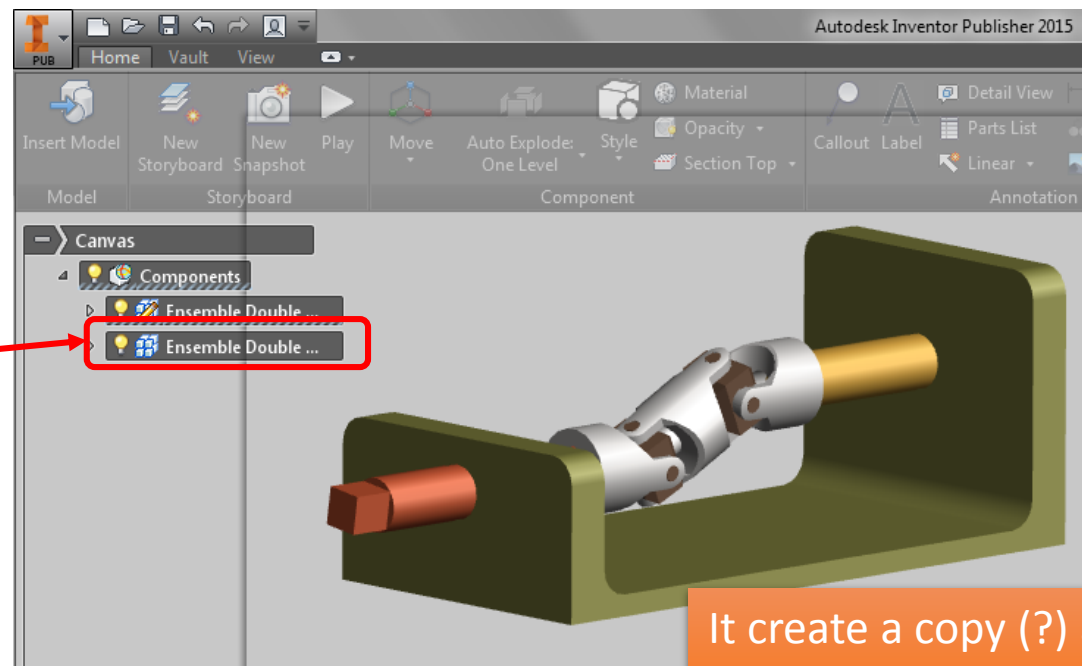 Autodesk Inventor Publisher 2015
PUB
Home Vault View
Insert Model
New Storyboard
New Snapshot
Play
Move
Auto Explode: One Level
Style
Material
Opacity
Section Top
Callout
Label
Detail View
Parts List
Linear
Model Storyboard Component Annotation
Canvas
Components
Ensemble Double ...
Ensemble Double ...
It create a copy (?)